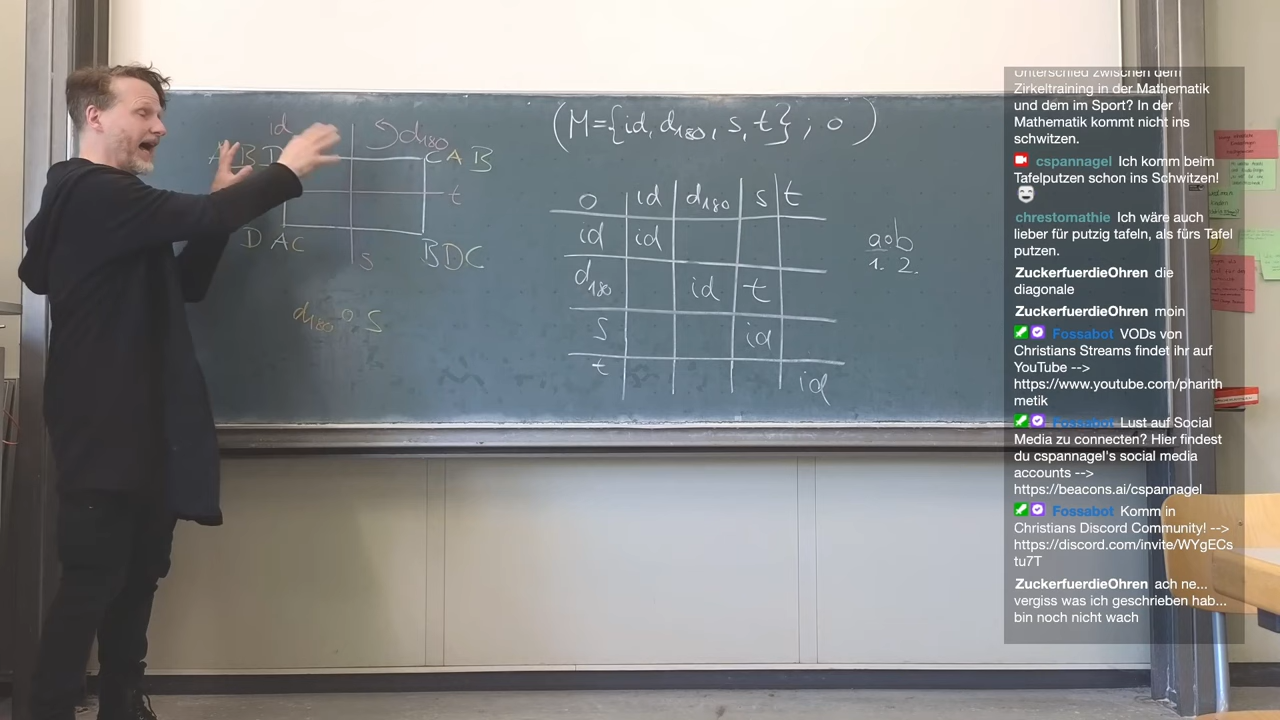 id
d180
A B D
C A B
t
D A C
B D C
s
d180 ∘ s
(M={id, d180, s, t} ; ∘ )
∘ id d180 s t
id id
d180 id t
s id
t id
a∘b
1. 2.
Unterschied zwischen dem
Zirkeltraining in der Mathematik
und dem im Sport? In der
Mathematik kommt nicht ins
schwitzen.
cspannagel Ich komm beim
Tafelputzen schon ins Schwitzen!
chrestomathie Ich wäre auch
lieber für putzig tafeln, als fürs Tafel
putzen.
ZuckerfuerdieOhren die
diagonale
ZuckerfuerdieOhren moin
Fossabot VODs von
Christians Streams findet ihr auf
YouTube -->
https://www.youtube.com/pharith
metik
Fossabot Lust auf Social
Media zu connecten? Hier findest
du cspannagel's social media
accounts -->
https://beacons.ai/cspannagel
Fossabot Komm in
Christians Discord Community! -->
https://discord.com/invite/WYgECs
tu7T
ZuckerfuerdieOhren ach ne...
vergiss was ich geschrieben hab...
bin noch nicht wach